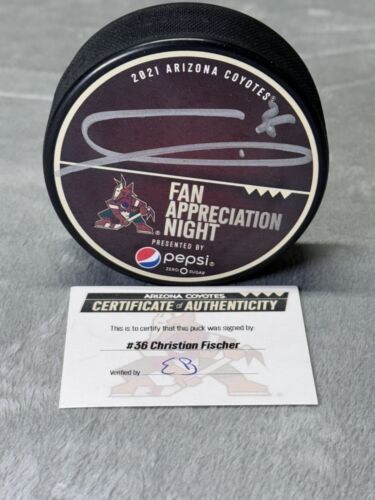 2021 ARIZONA COYOTES
FAN
APPRECIATION
NIGHT
PRESENTED BY
pepsi
ZERO SUGAR
ARIZONA COYOTES
CERTIFICATE of AUTHENTICITY
This is to certify that this puck was signed by:
#36 Christian Fischer
Verified by EB